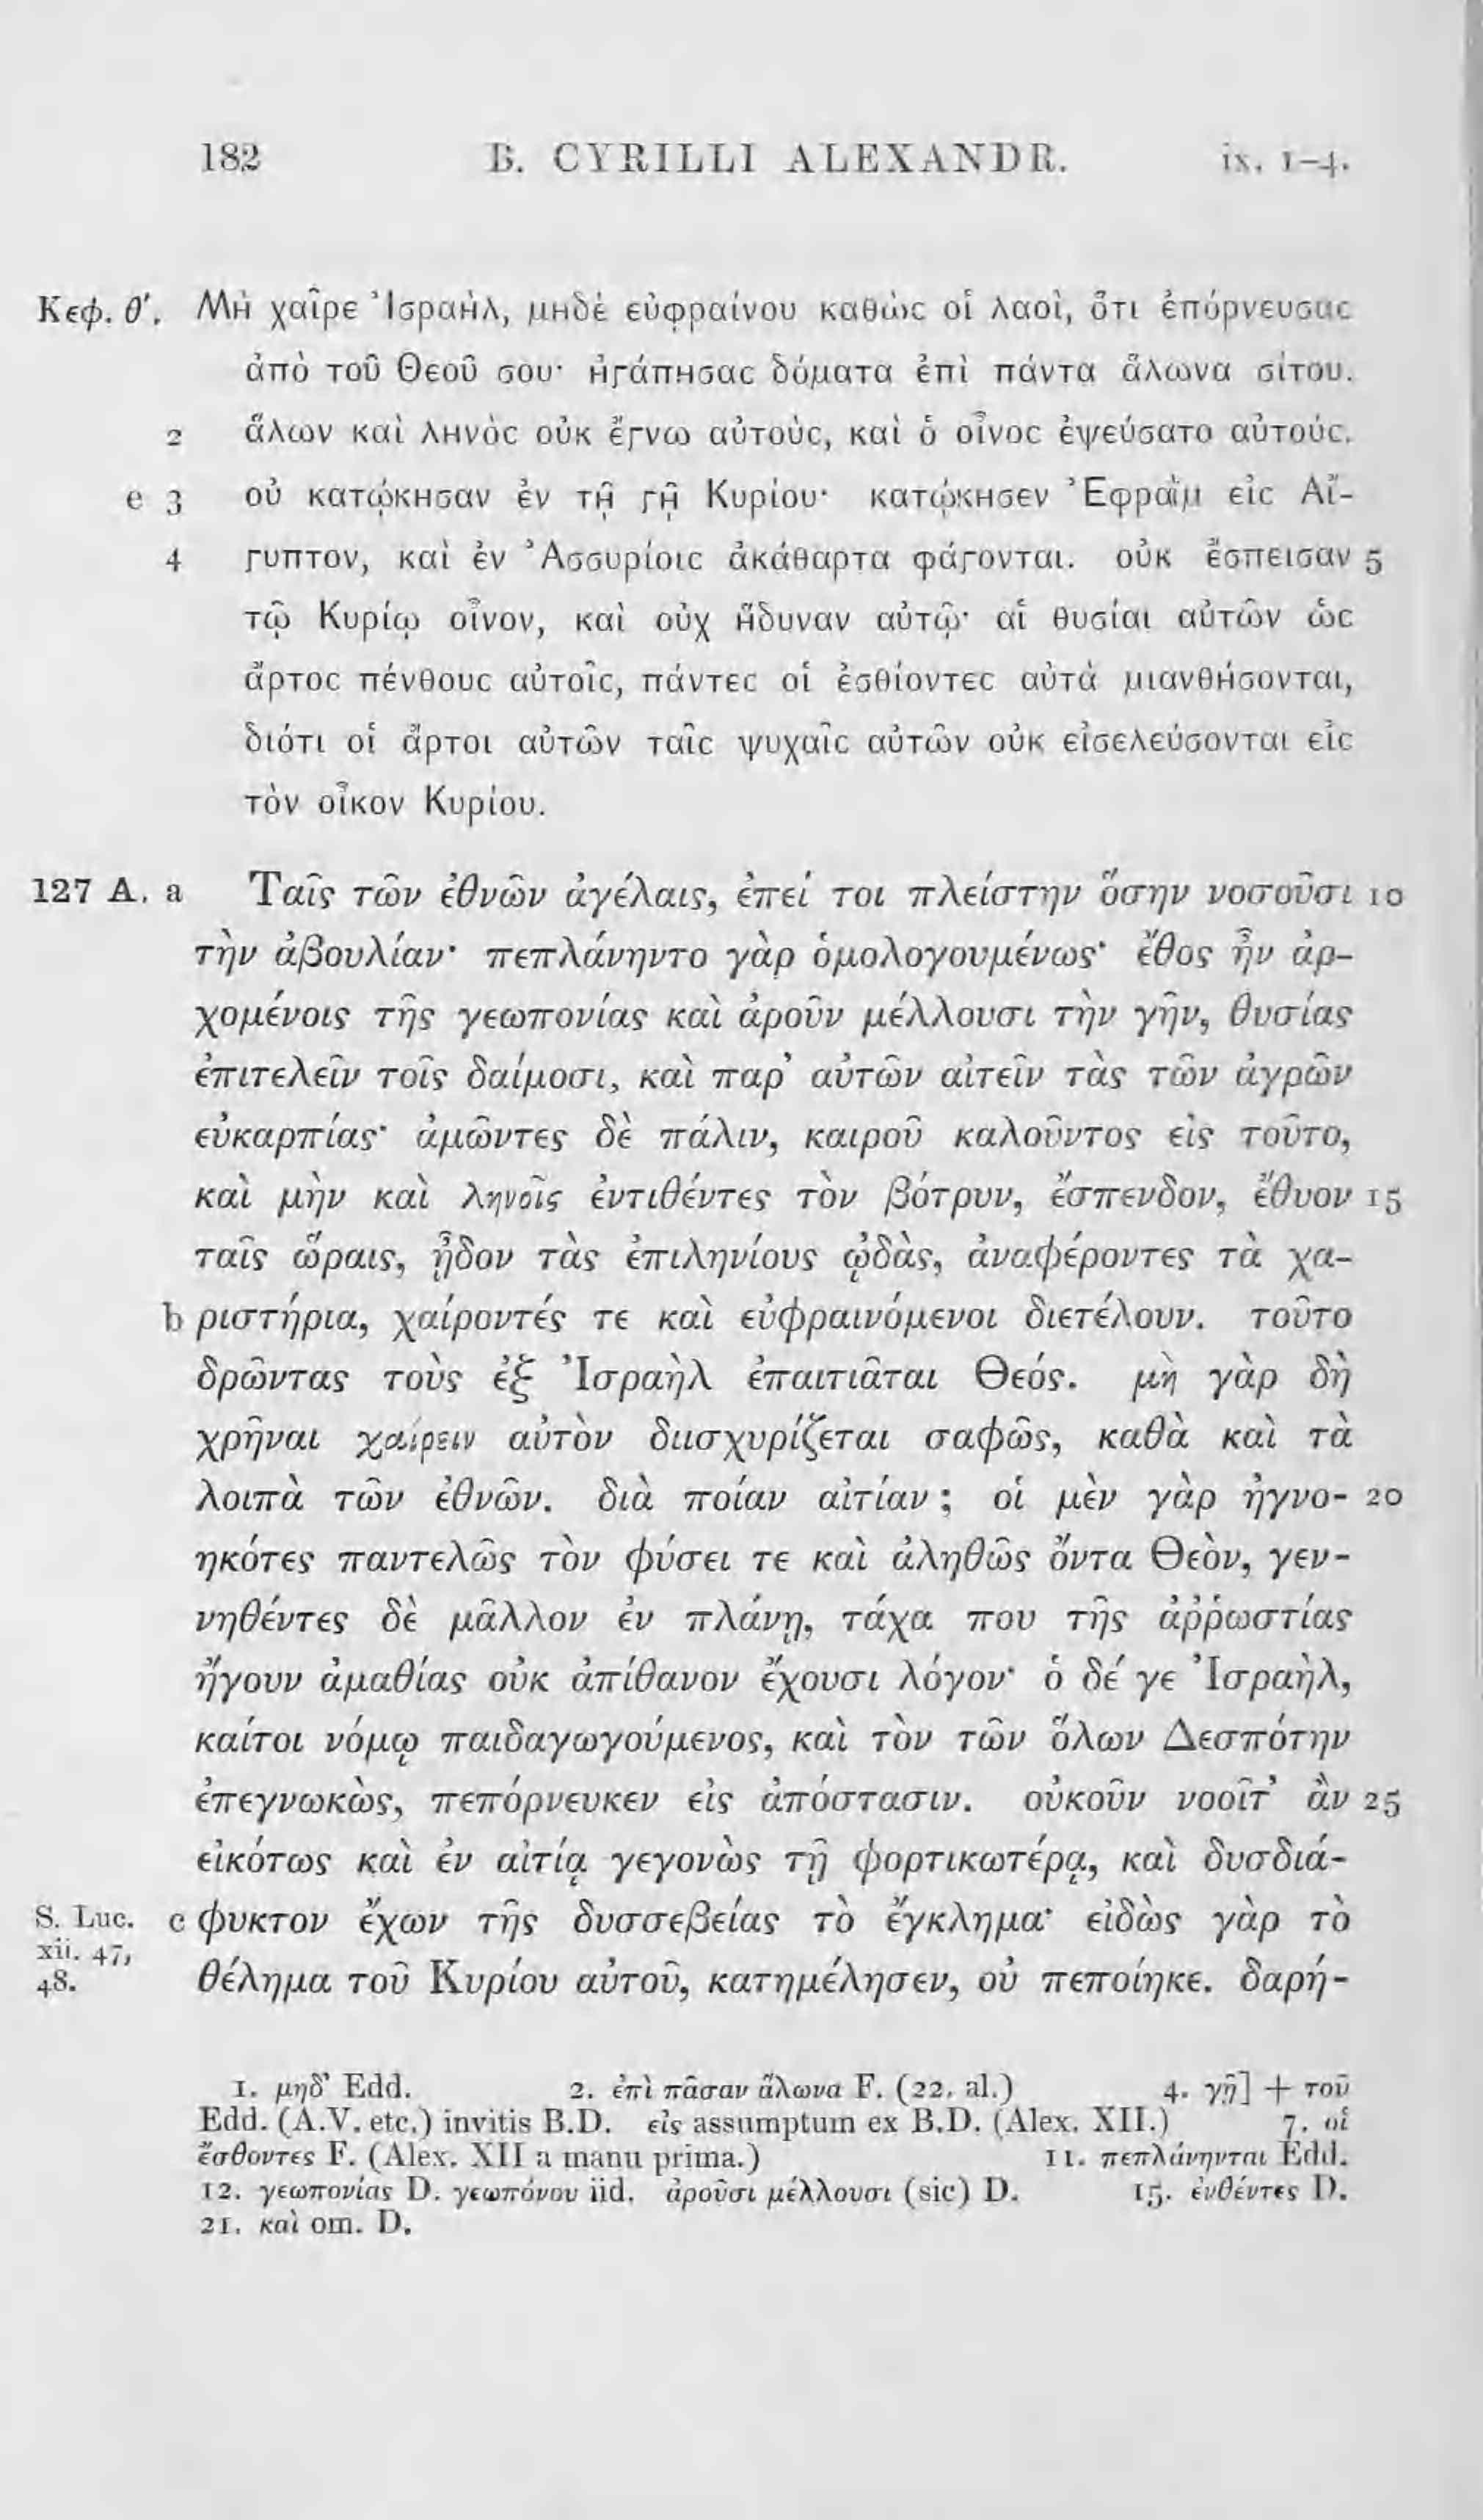 182 B. CYRILLI ALEXANDR. ix. 1–4.
Κεφ. θ΄. Μὴ χαῖρε Ἰσραὴλ, μηδὲ εὐφραίνου καθὼς οἱ λαοὶ, ὅτι ἐπόρνευσας
ἀπὸ τοῦ Θεοῦ σου· ἠγάπησας δόματα ἐπὶ πάντα ἅλωνα σίτου.
2 ἅλων καὶ ληνὸς οὐκ ἔγνω αὐτοὺς, καὶ ὁ οἶνος ἐψεύσατο αὐτούς.
e 3 οὐ κατῴκησαν ἐν τῇ γῇ Κυρίου· κατῴκησεν Ἐφραῒμ εἰς Αἴ-
4 γυπτον, καὶ ἐν Ἀσσυρίοις ἀκάθαρτα φάγονται. οὐκ ἔσπεισαν 5
τῷ Κυρίῳ οἶνον, καὶ οὐχ ἥδυναν αὐτῷ· αἱ θυσίαι αὐτῶν ὡς
ἄρτος πένθους αὐτοῖς, πάντες οἱ ἐσθίοντες αὐτὰ μιανθήσονται,
διότι οἱ ἄρτοι αὐτῶν ταῖς ψυχαῖς αὐτῶν οὐκ εἰσελεύσονται εἰς
τὸν οἶκον Κυρίου.
127 A. a Ταῖς τῶν ἐθνῶν ἀγέλαις, ἐπεί τοι πλείστην ὅσην νοσοῦσι 10
τὴν ἀβουλίαν· πεπλάνηντο γὰρ ὁμολογουμένως· ἔθος ἦν ἀρ-
χομένοις τῆς γεωπονίας καὶ ἀροῦν μέλλουσι τὴν γῆν, θυσίας
ἐπιτελεῖν τοῖς δαίμοσι, καὶ παρ᾽ αὐτῶν αἰτεῖν τὰς τῶν ἀγρῶν
εὐκαρπίας· ἀμῶντες δὲ πάλιν, καιροῦ καλοῦντος εἰς τοῦτο,
καὶ μὴν καὶ ληνοῖς ἐντιθέντες τὸν βότρυν, ἔσπενδον, ἔθυον 15
ταῖς ὥραις, ᾖδον τὰς ἐπιληνίους ᾠδὰς, ἀναφέροντες τὰ χα-
b ριστήρια, χαίροντές τε καὶ εὐφραινόμενοι διετέλουν. τοῦτο
δρῶντας τοὺς ἐξ Ἰσραὴλ ἐπαιτιᾶται Θεός. μὴ γὰρ δὴ
χρῆναι χαίρειν αὐτὸν διισχυρίζεται σαφῶς, καθὰ καὶ τὰ
λοιπὰ τῶν ἐθνῶν. διὰ ποίαν αἰτίαν; οἱ μὲν γὰρ ἠγνο- 20
ηκότες παντελῶς τὸν φύσει τε καὶ ἀληθῶς ὄντα Θεὸν, γεν-
νηθέντες δὲ μᾶλλον ἐν πλάνῃ, τάχα που τῆς ἀῤῥωστίας
ἤγουν ἀμαθίας οὐκ ἀπίθανον ἔχουσι λόγον· ὁ δέ γε Ἰσραὴλ,
καίτοι νόμῳ παιδαγωγούμενος, καὶ τὸν τῶν ὅλων Δεσπότην
ἐπεγνωκὼς, πεπόρνευκεν εἰς ἀπόστασιν. οὐκοῦν νοοῖτ᾽ ἂν 25
εἰκότως καὶ ἐν αἰτίᾳ γεγονὼς τῇ φορτικωτέρᾳ, καὶ δυσδιά-
S. Luc. c φυκτον ἔχων τῆς δυσσεβείας τὸ ἔγκλημα· εἰδὼς γὰρ τὸ
xii. 47,
48. θέλημα τοῦ Κυρίου αὐτοῦ, κατημέλησεν, οὐ πεποίηκε. δαρή-
1. μηδ᾽ Edd. 2. ἐπὶ πᾶσαν ἅλωνα F. (22. al.) 4. γῇ] + τοῦ
Edd. (A.V. etc.) invitis B.D. εἰς assumptum ex B.D. (Alex. XII.) 7. οἱ
ἔσθοντες F. (Alex. XII a manu prima.) 11. πεπλάνηνται Edd.
12. γεωπονίας D. γεωπόνου iid. ἀροῦσι μέλλουσι (sic) D. 15. ἐνθέντες D.
21. καὶ om. D.